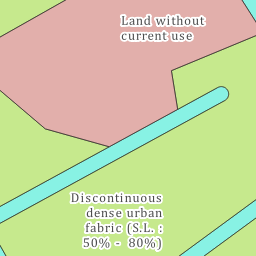 Land without
current use
Discontinuous
dense urban
fabric (S.L. :
50% - 80%)